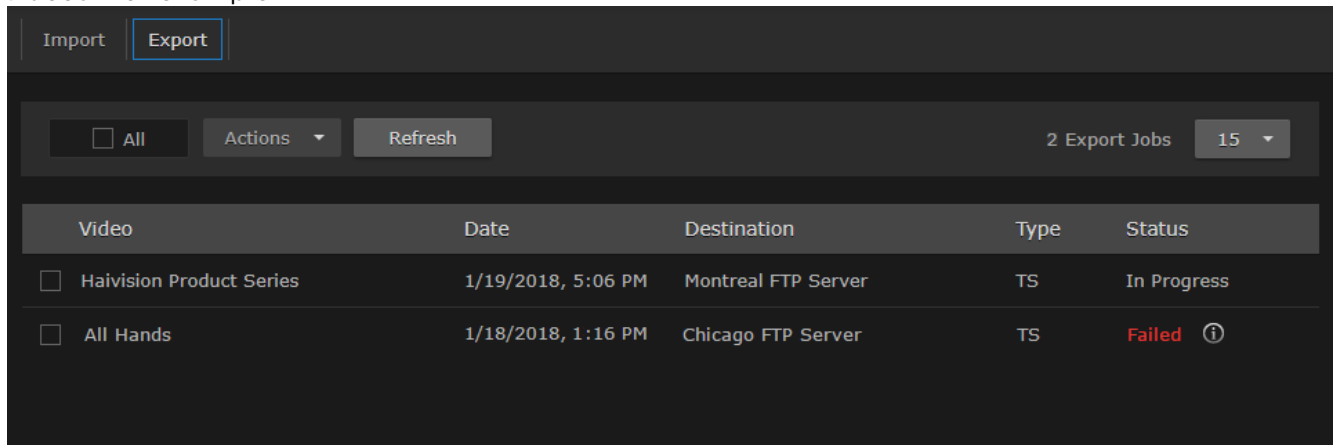 Import Export
All Actions Refresh 2 Export Jobs 15
Video Date Destination Type Status
Haivision Product Series 1/19/2018, 5:06 PM Montreal FTP Server TS In Progress
All Hands 1/18/2018, 1:16 PM Chicago FTP Server TS Failed